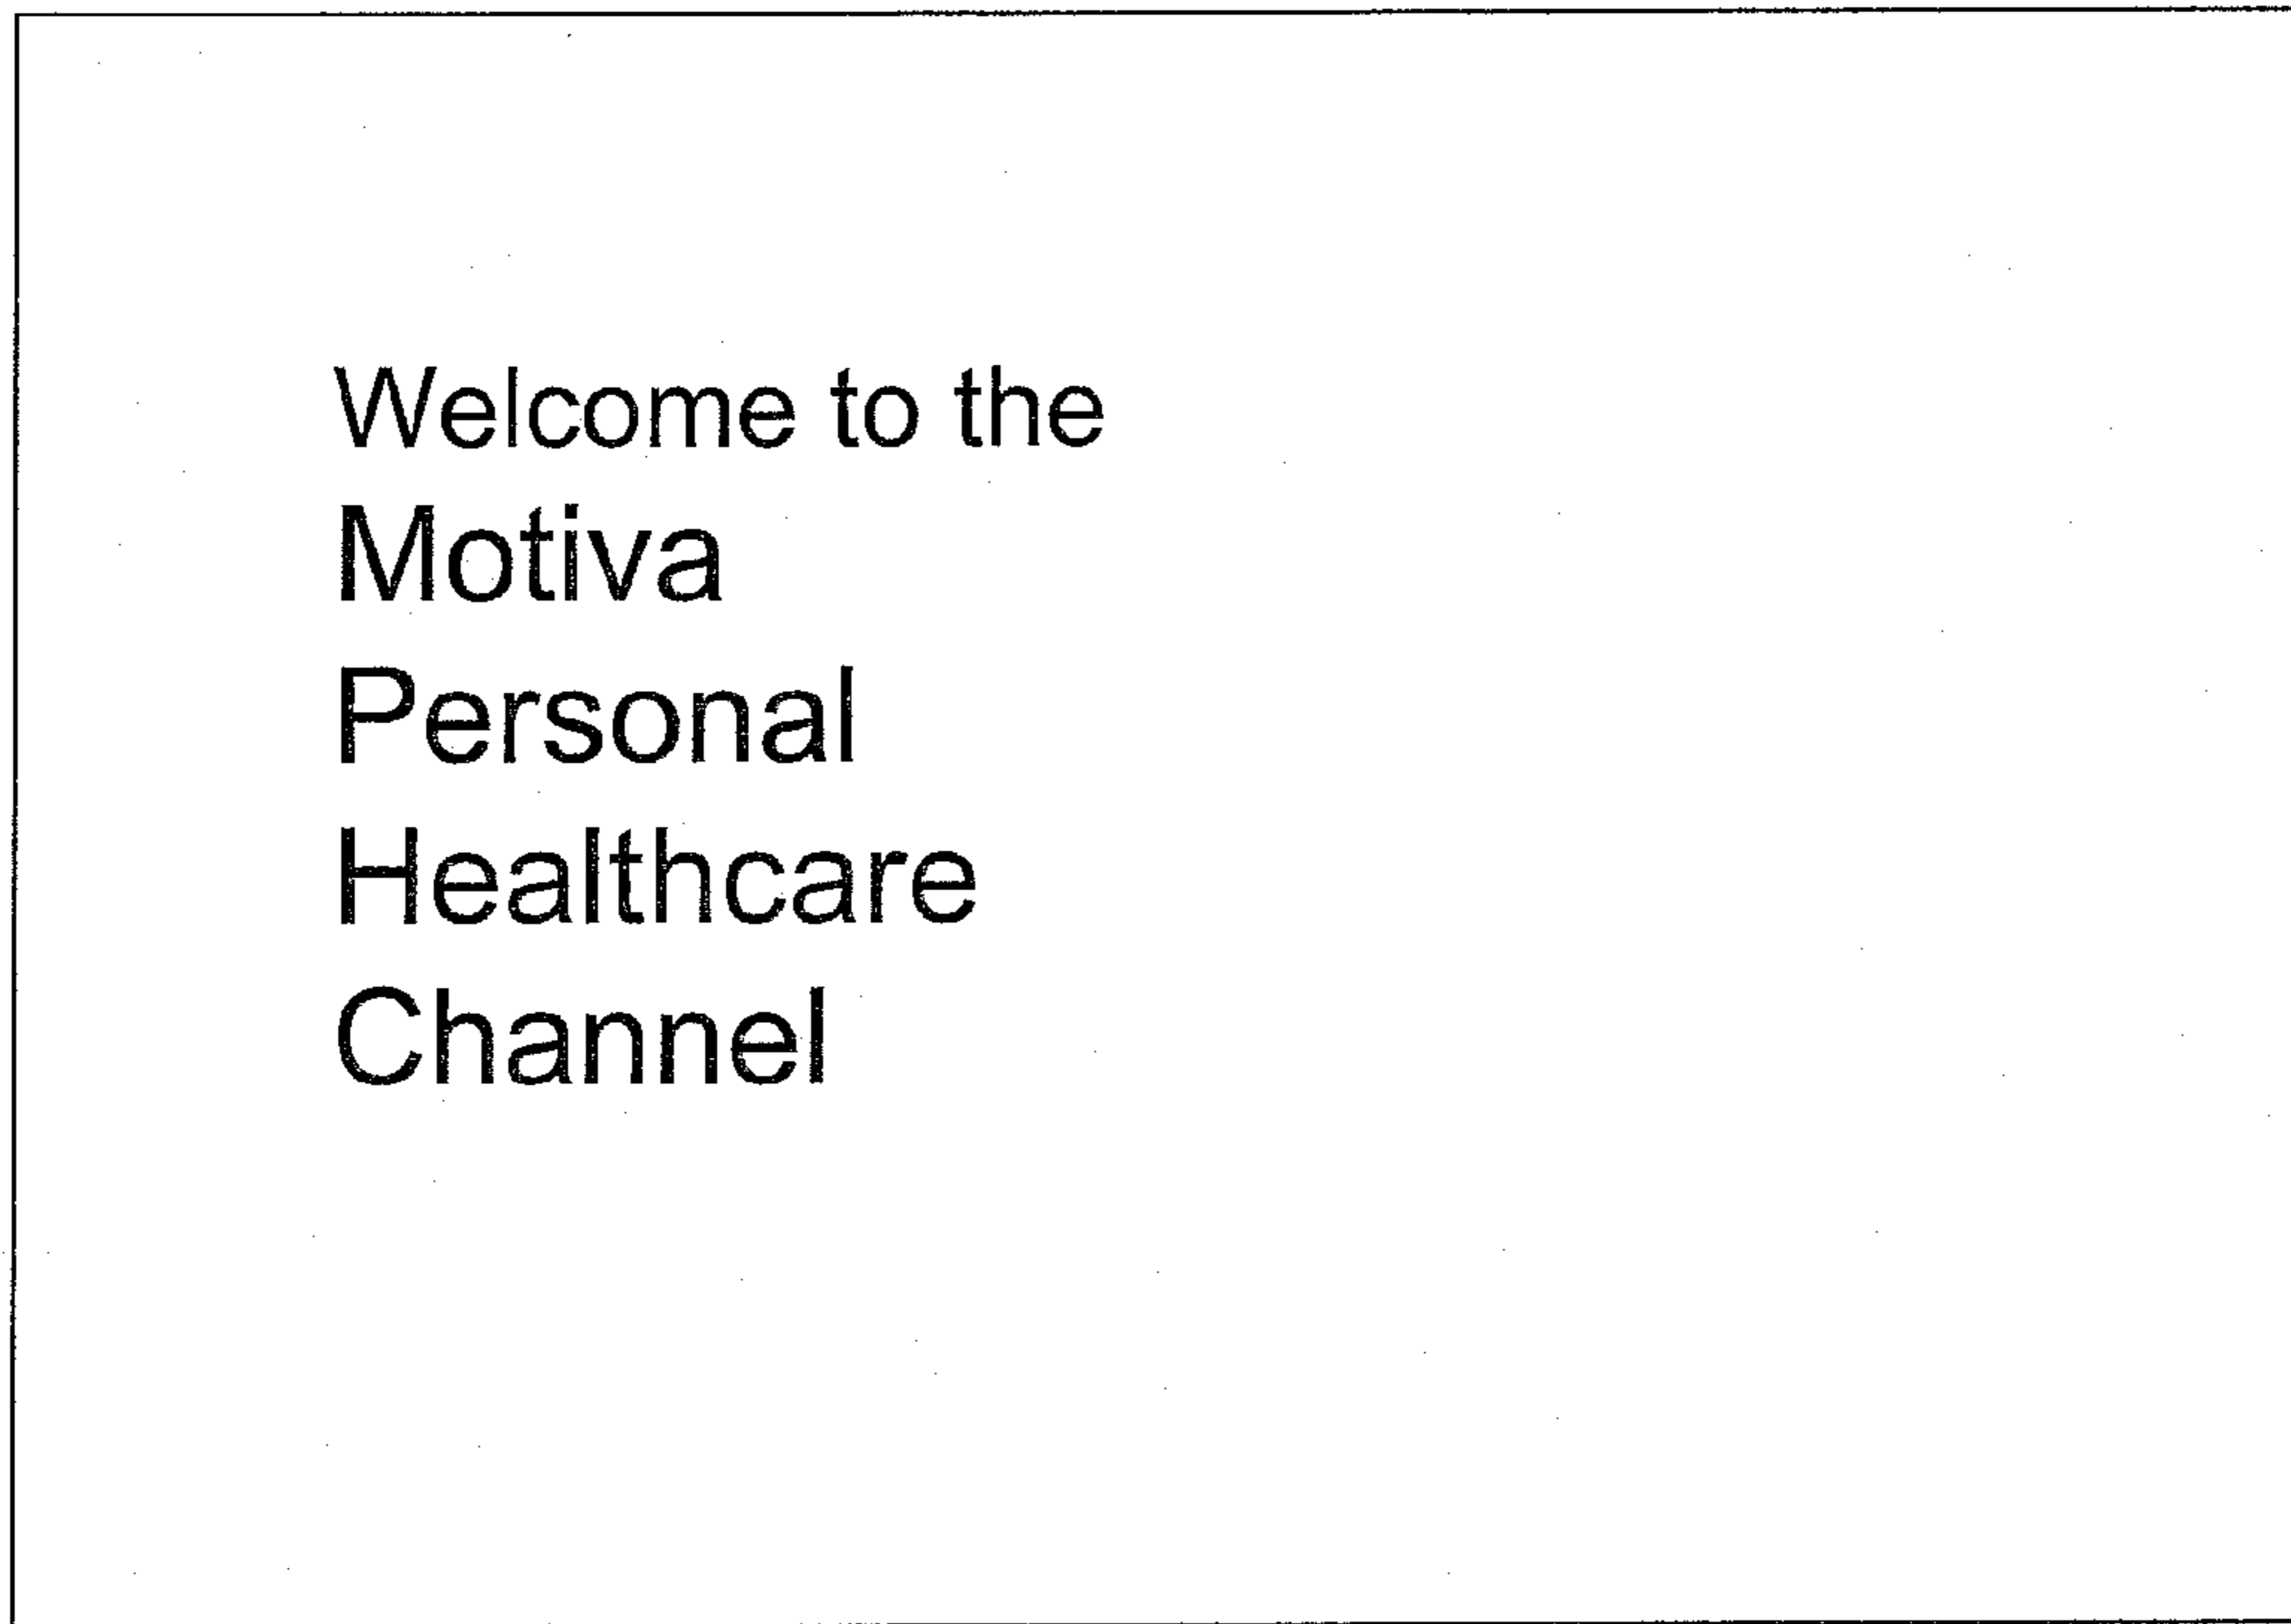 Welcome to the
Motiva
Personal
Healthcare
Channel